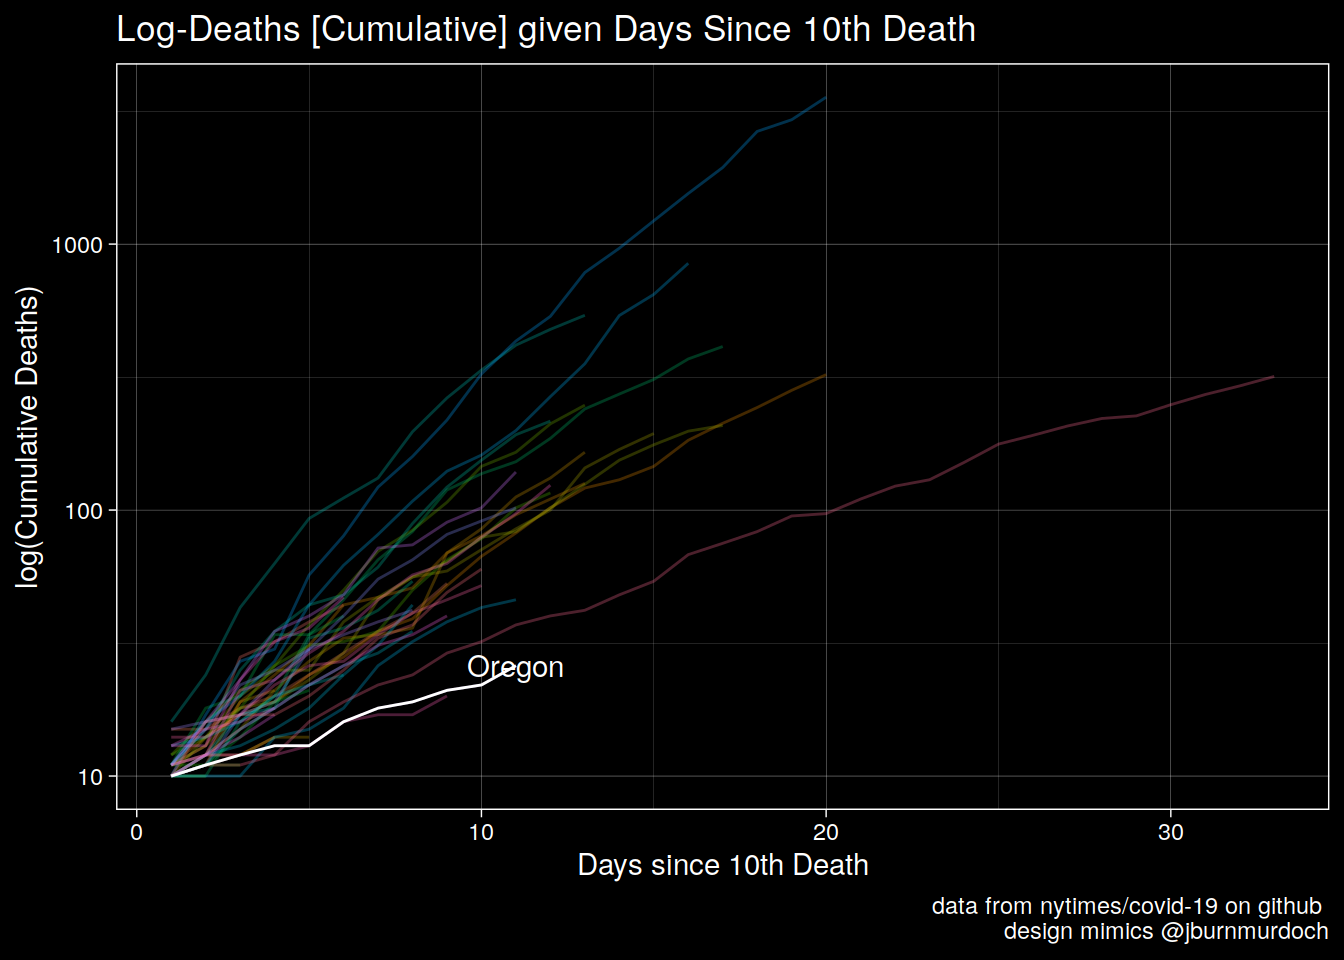 Log-Deaths [Cumulative] given Days Since 10th Death
log(Cumulative Deaths)
1000
100
10
Oregon
0
10
20
30
Days since 10th Death
data from nytimes/covid-19 on github
design mimics @jburnmurdoch